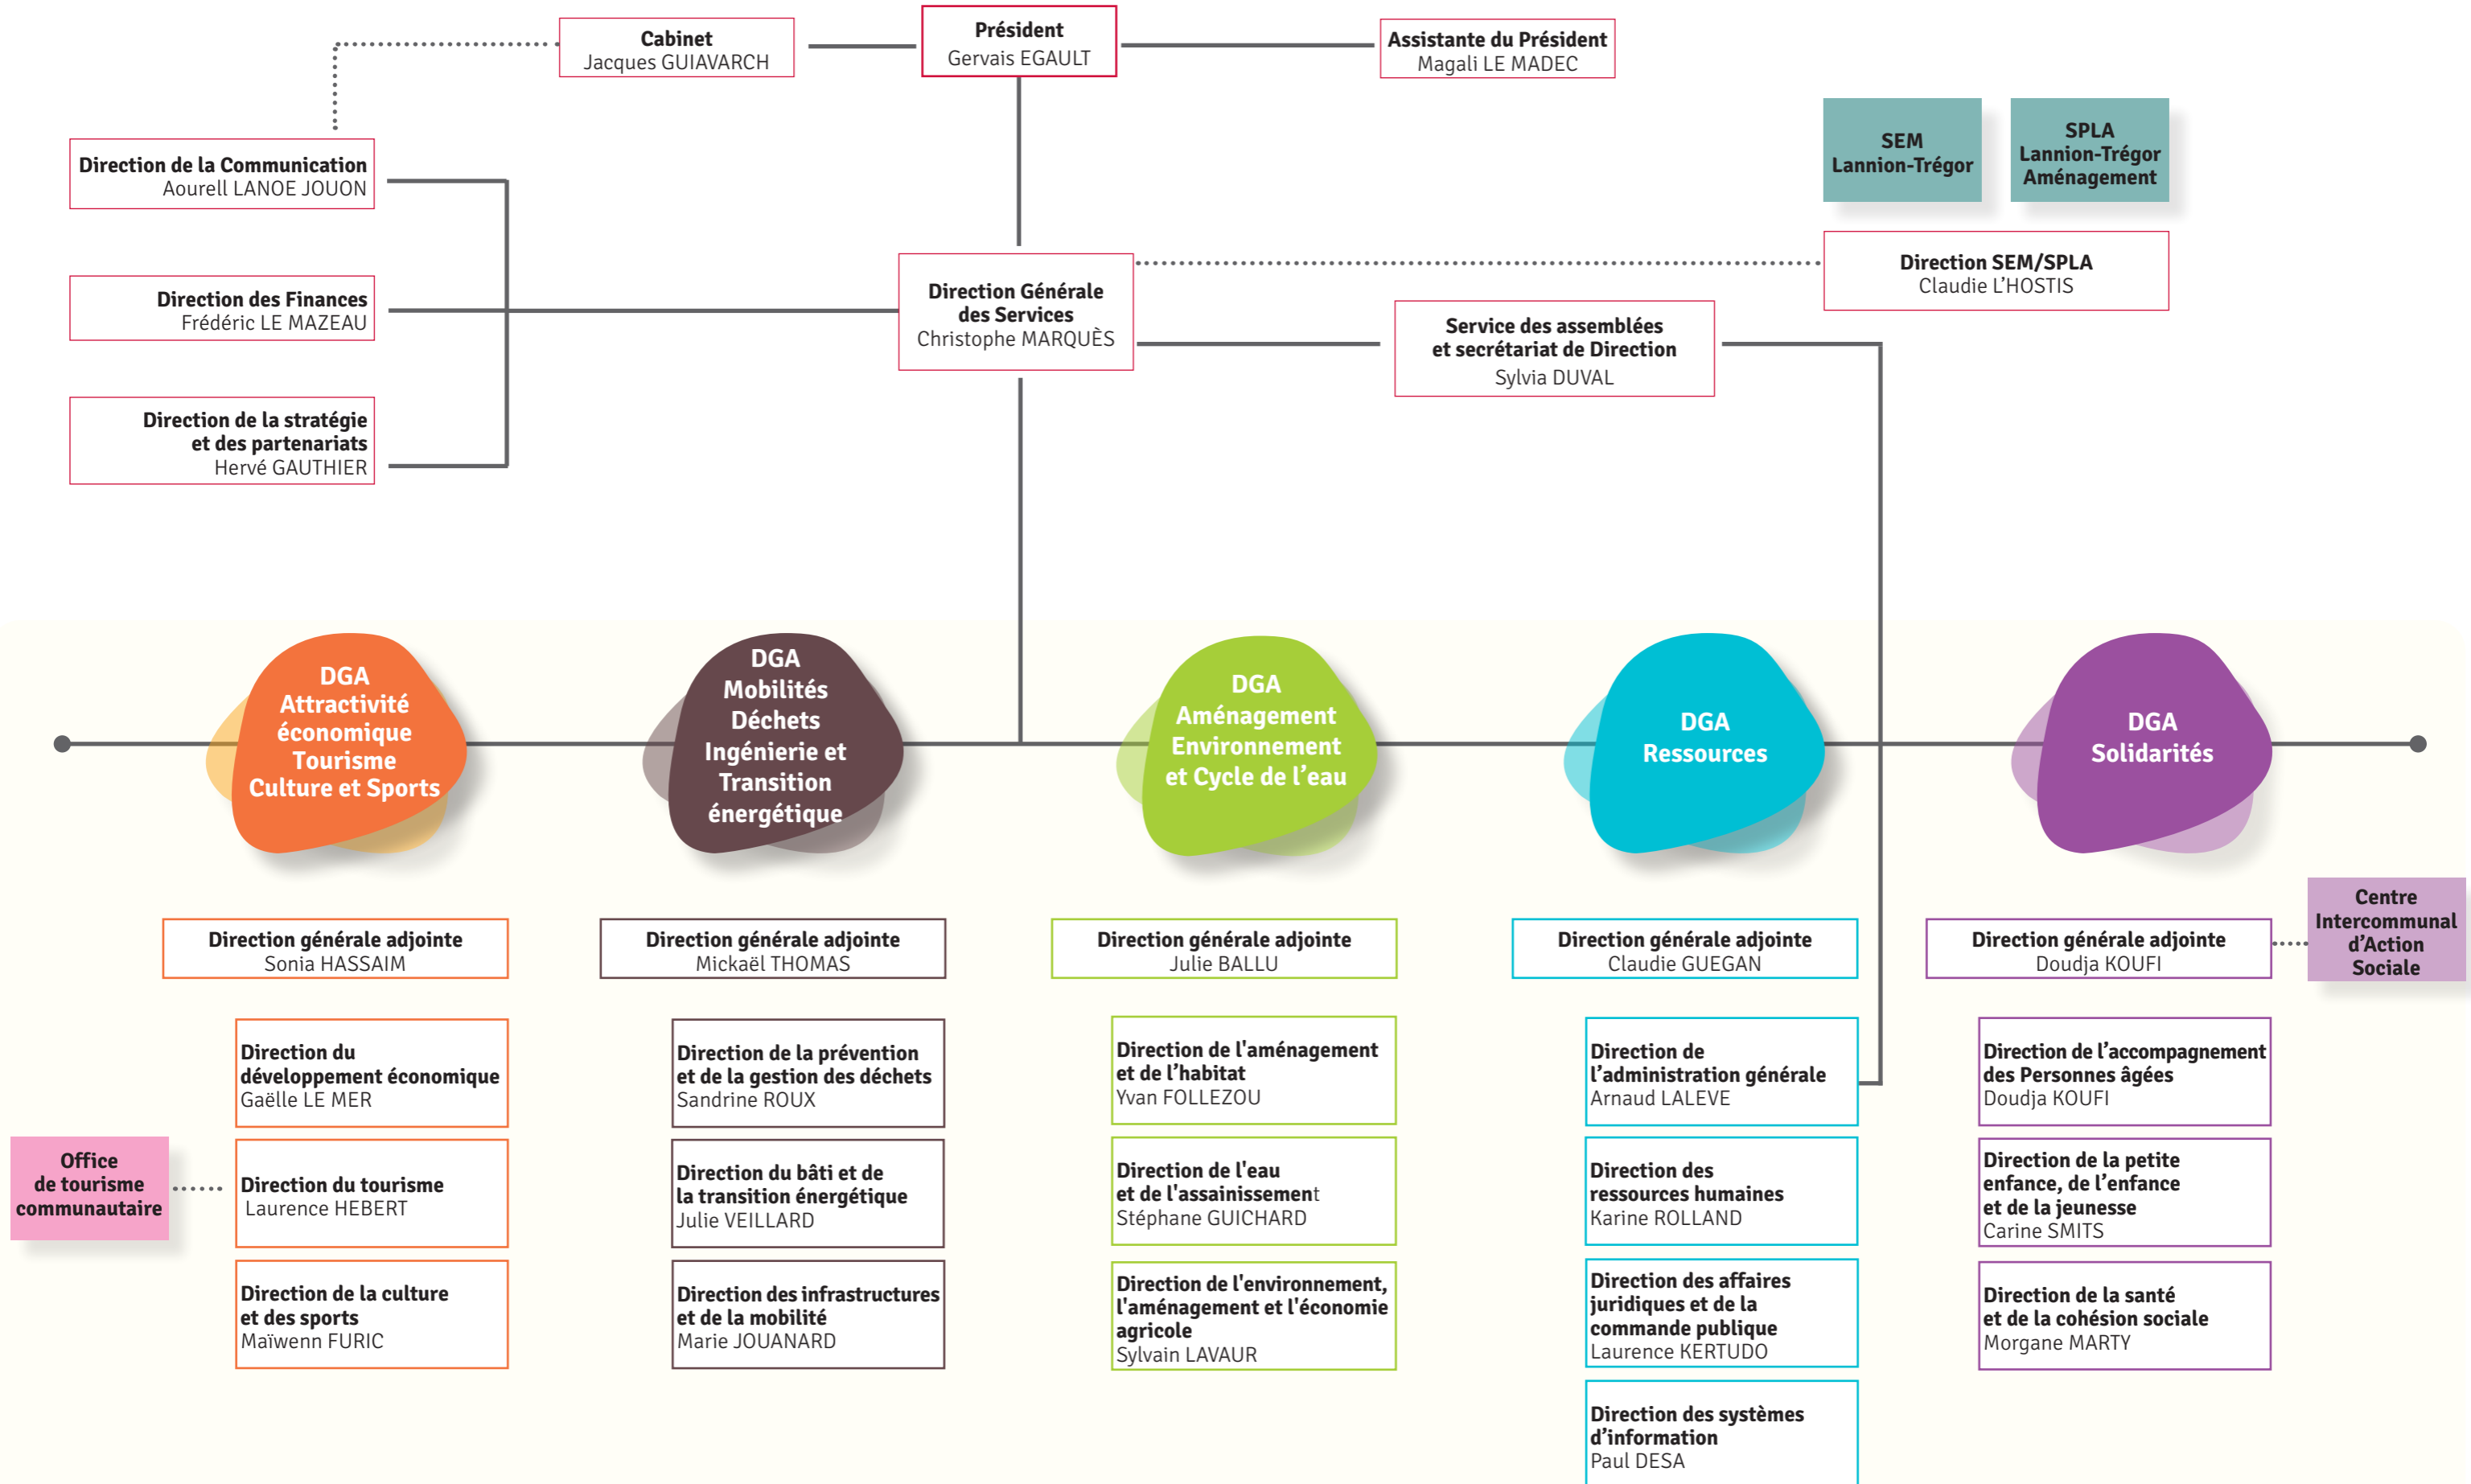 Cabinet
Jacques GUIAVARCH
Président
Gervais EGAULT
Assistante du Président
Magali LE MADEC
SEM
Lannion-Trégor
SPLA
Lannion-Trégor
Aménagement
Direction de la Communication
Aourell LANOE JOUON
Direction SEM/SPLA
Claudie L'HOSTIS
Direction des Finances
Frédéric LE MAZEAU
Direction Générale
des Services
Christophe MARQUÈS
Service des assemblées
et secrétariat de Direction
Sylvia DUVAL
Direction de la stratégie
et des partenariats
Hervé GAUTHIER
DGA
Attractivité
économique
Tourisme
Culture et Sports
DGA
Mobilités
Déchets
Ingénierie et
Transition
énergétique
DGA
Aménagement
Environnement
et Cycle de l’eau
DGA
Ressources
DGA
Solidarités
Direction générale adjointe
Sonia HASSAIM
Direction générale adjointe
Mickaël THOMAS
Direction générale adjointe
Julie BALLU
Direction générale adjointe
Claudie GUEGAN
Direction générale adjointe
Doudja KOUFI
Centre
Intercommunal
d’Action
Sociale
Direction du
développement économique
Gaëlle LE MER
Office
de tourisme
communautaire
Direction du tourisme
Laurence HEBERT
Direction de la culture
et des sports
Maïwenn FURIC
Direction de la prévention
et de la gestion des déchets
Sandrine ROUX
Direction du bâti et de
la transition énergétique
Julie VEILLARD
Direction des infrastructures
et de la mobilité
Marie JOUANARD
Direction de l'aménagement
et de l’habitat
Yvan FOLLEZOU
Direction de l'eau
et de l'assainissement
Stéphane GUICHARD
Direction de l'environnement,
l'aménagement et l'économie
agricole
Sylvain LAVAUR
Direction de
l’administration générale
Arnaud LALEVE
Direction des
ressources humaines
Karine ROLLAND
Direction des affaires
juridiques et de la
commande publique
Laurence KERTUDO
Direction des systèmes
d’information
Paul DESA
Direction de l’accompagnement
des Personnes âgées
Doudja KOUFI
Direction de la petite
enfance, de l’enfance
et de la jeunesse
Carine SMITS
Direction de la santé
et de la cohésion sociale
Morgane MARTY